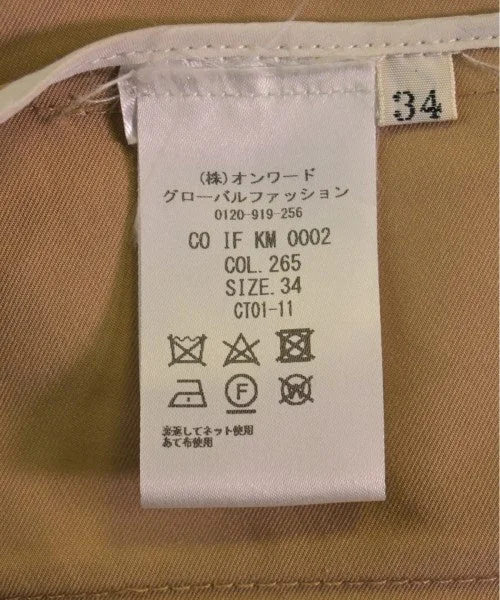 34
(株)オンワード
グローバルファッション
0120-919-256
CO IF KM 0002
COL. 265
SIZE. 34
CT01-11
F
W
裏返してネット使用
あて布使用